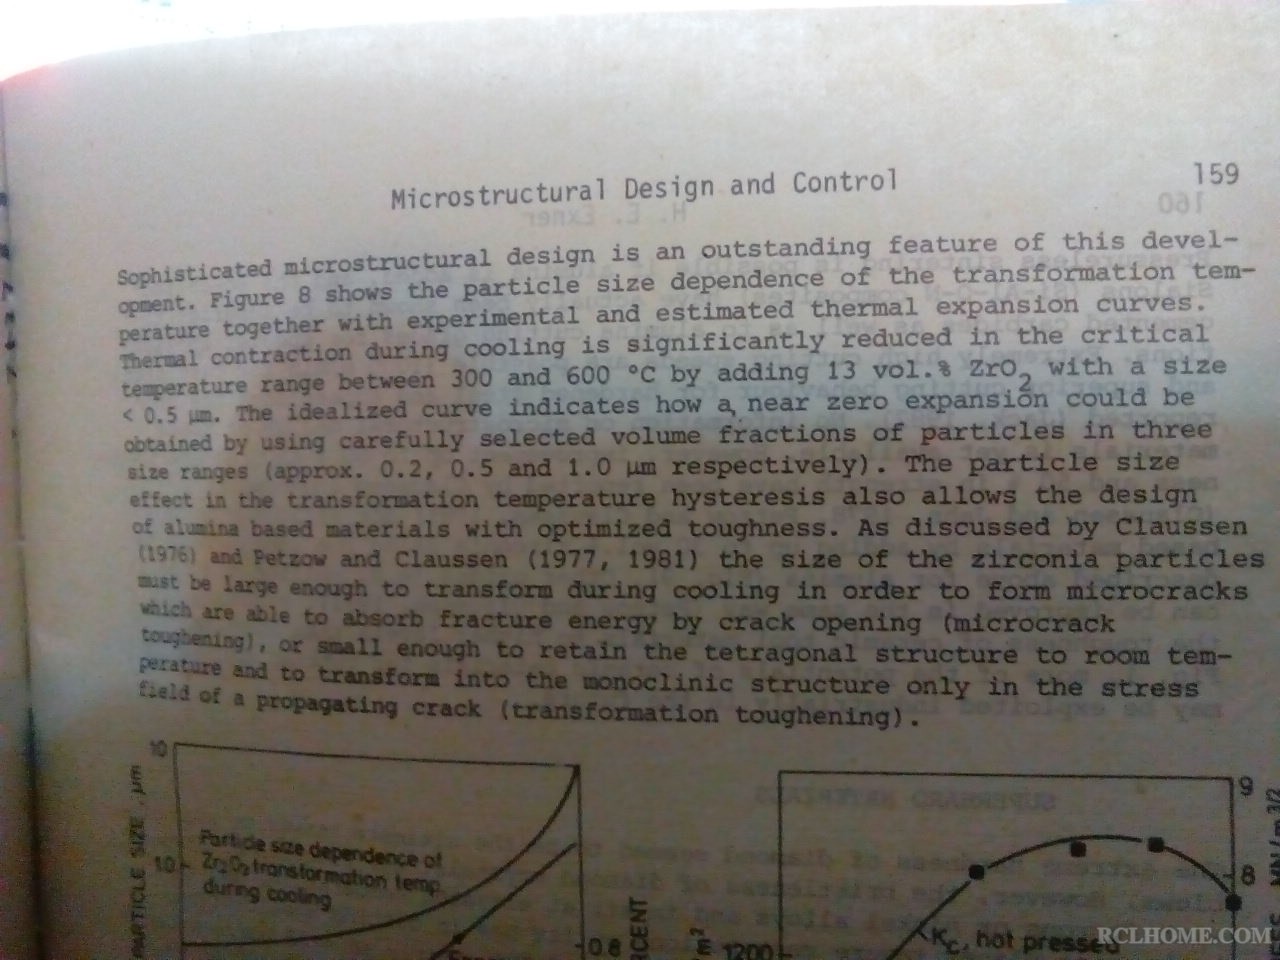 Microstructural Design and Control
159
Sophisticated microstructural design is an outstanding feature of this devel-
opment. Figure 8 shows the particle size dependence of the transformation tem-
perature together with experimental and estimated thermal expansion curves.
Thermal contraction during cooling is significantly reduced in the critical
temperature range between 300 and 600 °C by adding 13 vol.% ZrO2 with a size
< 0.5 µm. The idealized curve indicates how a near zero expansion could be
obtained by using carefully selected volume fractions of particles in three
size ranges (approx. 0.2, 0.5 and 1.0 µm respectively). The particle size
effect in the transformation temperature hysteresis also allows the design
of alumina based materials with optimized toughness. As discussed by Claussen
(1976) and Petzow and Claussen (1977, 1981) the size of the zirconia particles
must be large enough to transform during cooling in order to form microcracks
which are able to absorb fracture energy by crack opening (microcrack
toughening), or small enough to retain the tetragonal structure to room tem-
perature and to transform into the monoclinic structure only in the stress
field of a propagating crack (transformation toughening).
10
PARTICLE SIZE, µm
Particle size dependence of
Zr2O2 transformation temp.
during cooling
1.0
0.8
9
8
Kc, hot pressed
1200
RCLHOME.COM